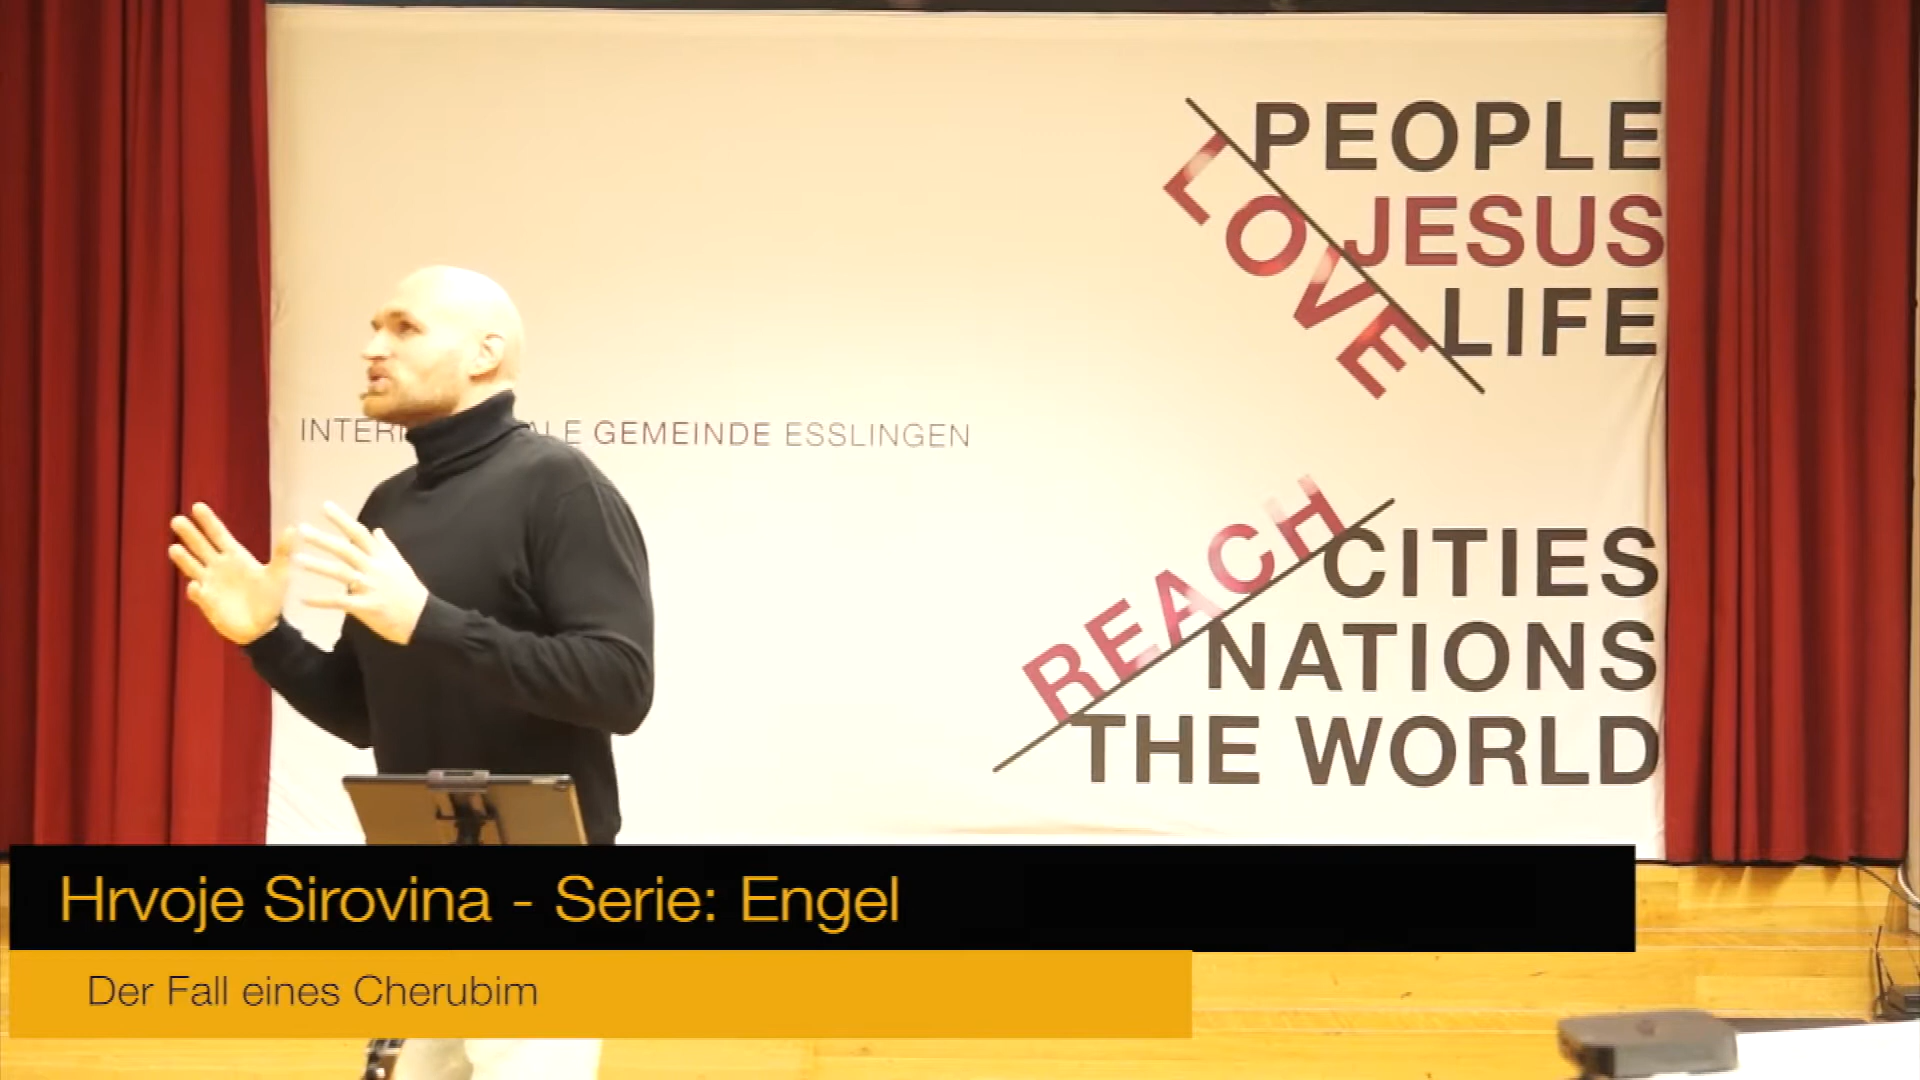 PEOPLE
LOVE
JESUS
LIFE
GEMEINDE ESSLINGEN
REACH
CITIES
NATIONS
THE WORLD
Hrvoje Sirovina - Serie: Engel
Der Fall eines Cherubim